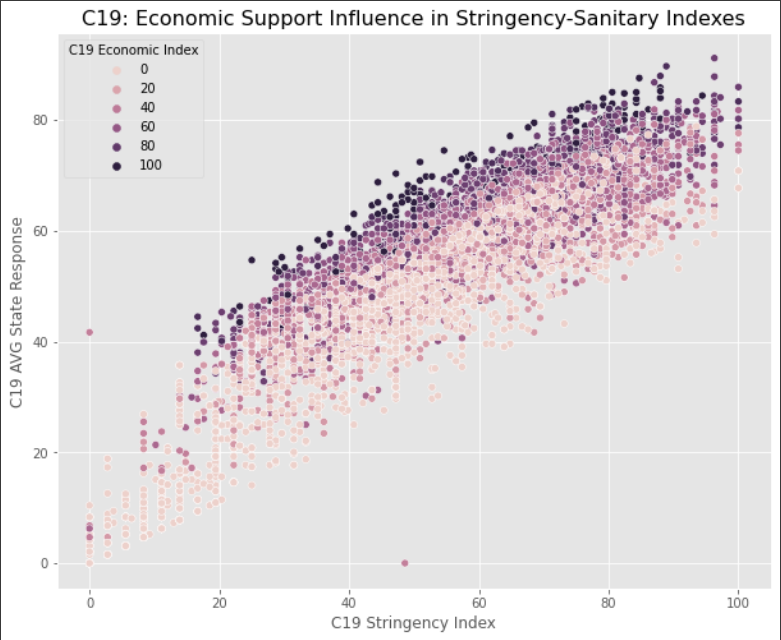 C19: Economic Support Influence in Stringency-Sanitary Indexes
C19 Economic Index
0
20
40
60
80
100
C19 AVG State Response
80
60
40
20
0
0 20 40 60 80 100
C19 Stringency Index